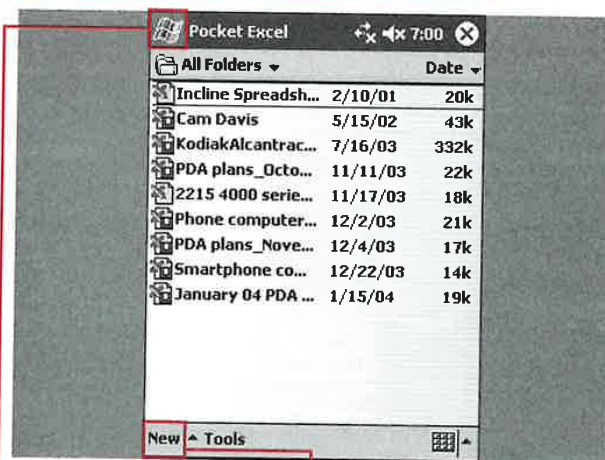 Pocket Excel 7:00
All Folders Date
Incline Spreadsh... 2/10/01 20k
Cam Davis 5/15/02 43k
KodiakAlcantrac... 7/16/03 332k
PDA plans_Octo... 11/11/03 22k
2215 4000 serie... 11/17/03 18k
Phone computer... 12/2/03 21k
PDA plans_Nove... 12/4/03 17k
Smartphone co... 12/22/03 14k
January 04 PDA ... 1/15/04 19k
New Tools